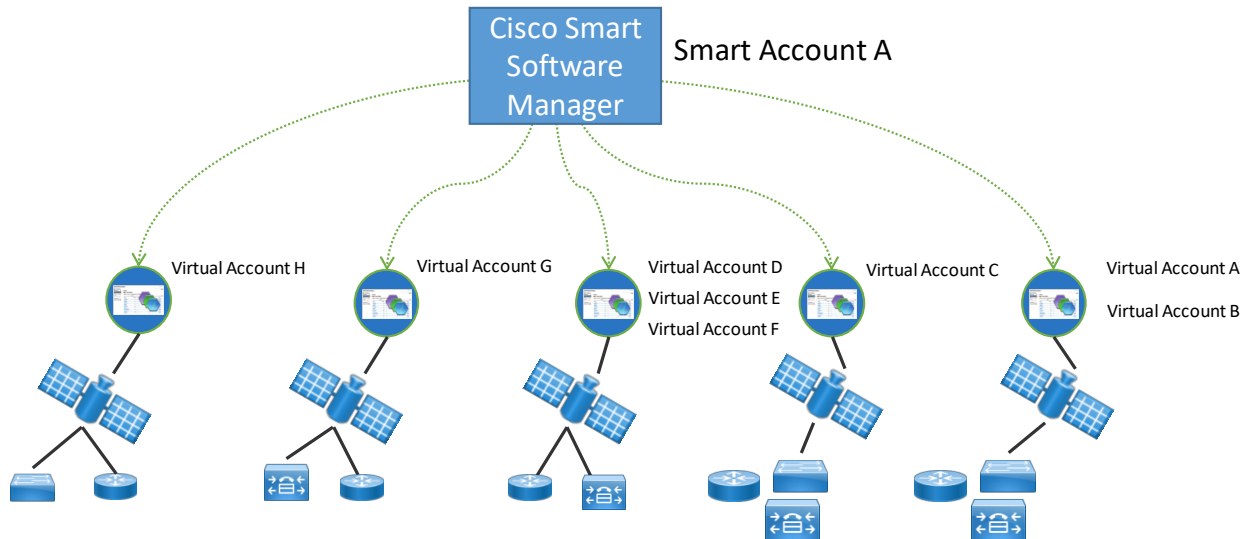 Cisco Smart
Software
Manager
Smart Account A
Virtual Account H
Virtual Account G
Virtual Account D
Virtual Account E
Virtual Account F
Virtual Account C
Virtual Account A
Virtual Account B